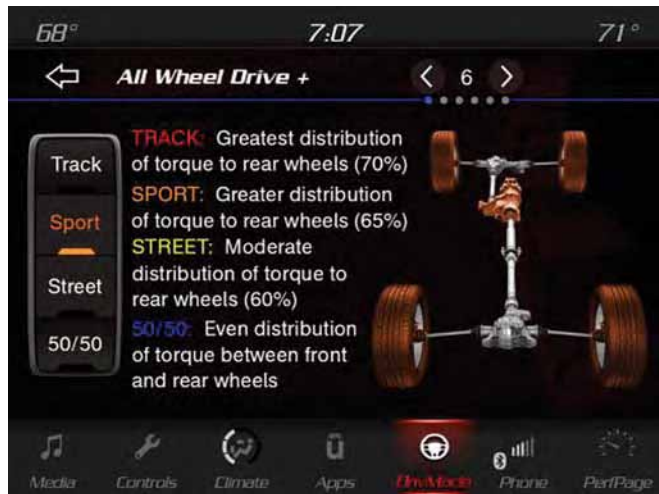 68° 7:07 71°
All Wheel Drive + 6
Track
Sport
Street
50/50
TRACK: Greatest distribution
of torque to rear wheels (70%)
SPORT: Greater distribution
of torque to rear wheels (65%)
STREET: Moderate
distribution of torque to
rear wheels (60%)
50/50: Even distribution
of torque between front
and rear wheels
Media Controls Climate Apps DriveMode Phone PerfPage